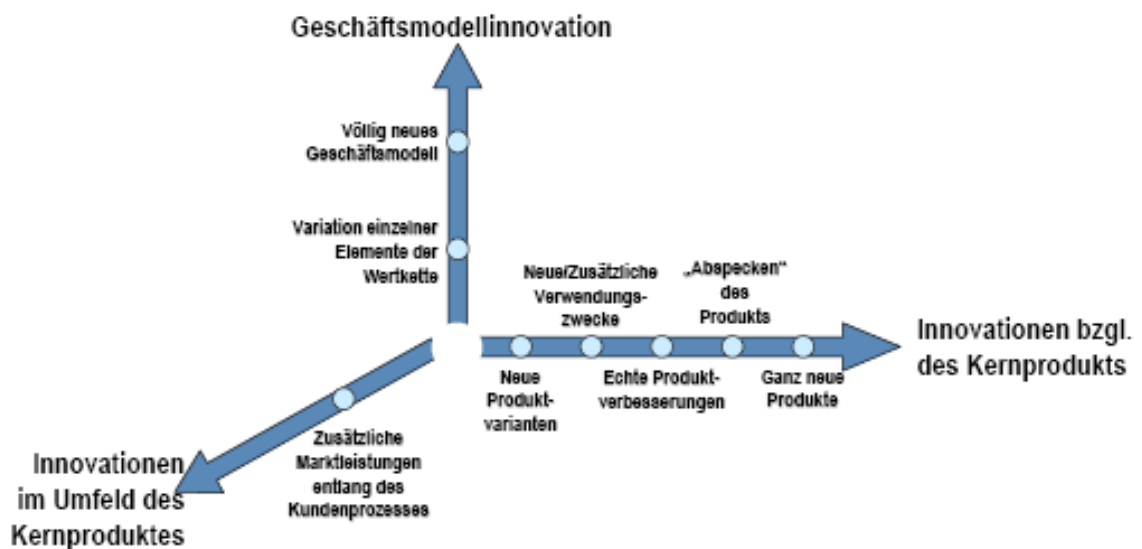 Geschäftsmodellinnovation
Völlig neues
Geschäftsmodell
Variation einzelner
Elemente der
Wertkette
Neue/Zusätzliche
Verwendungs-
zwecke
„Abspecken“
des
Produkts
Innovationen bzgl.
des Kernprodukts
Neue
Produkt-
varianten
Echte Produkt-
verbesserungen
Ganz neue
Produkte
Zusätzliche
Marktleistungen
entlang des
Kundenprozesses
Innovationen
im Umfeld des
Kernproduktes